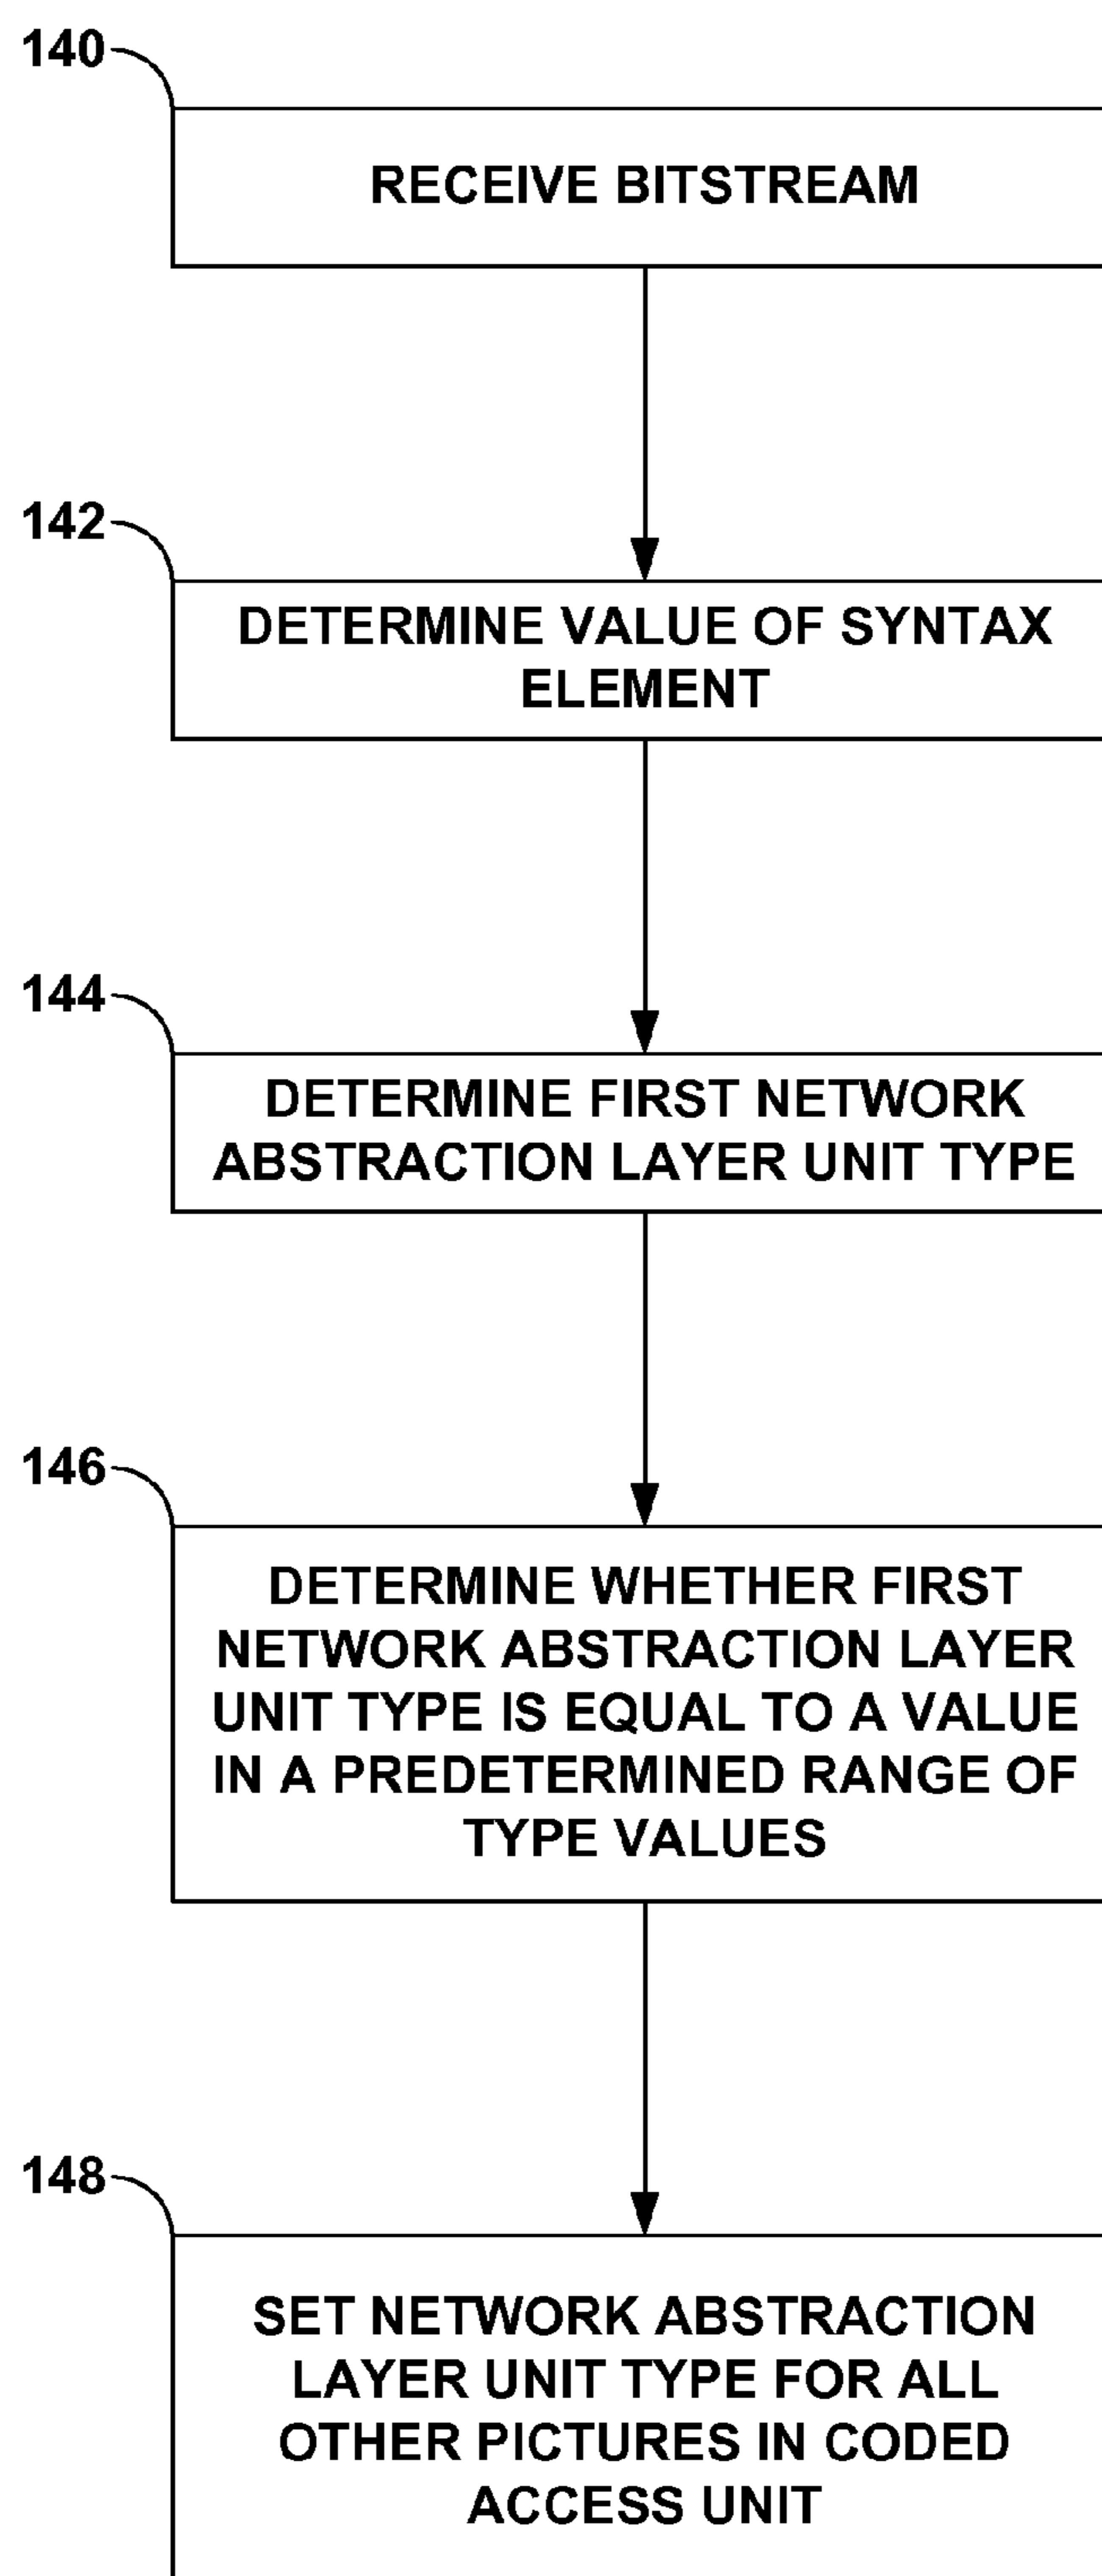 140
RECEIVE BITSTREAM
142
DETERMINE VALUE OF SYNTAX
ELEMENT
144
DETERMINE FIRST NETWORK
ABSTRACTION LAYER UNIT TYPE
146
DETERMINE WHETHER FIRST
NETWORK ABSTRACTION LAYER
UNIT TYPE IS EQUAL TO A VALUE
IN A PREDETERMINED RANGE OF
TYPE VALUES
148
SET NETWORK ABSTRACTION
LAYER UNIT TYPE FOR ALL
OTHER PICTURES IN CODED
ACCESS UNIT